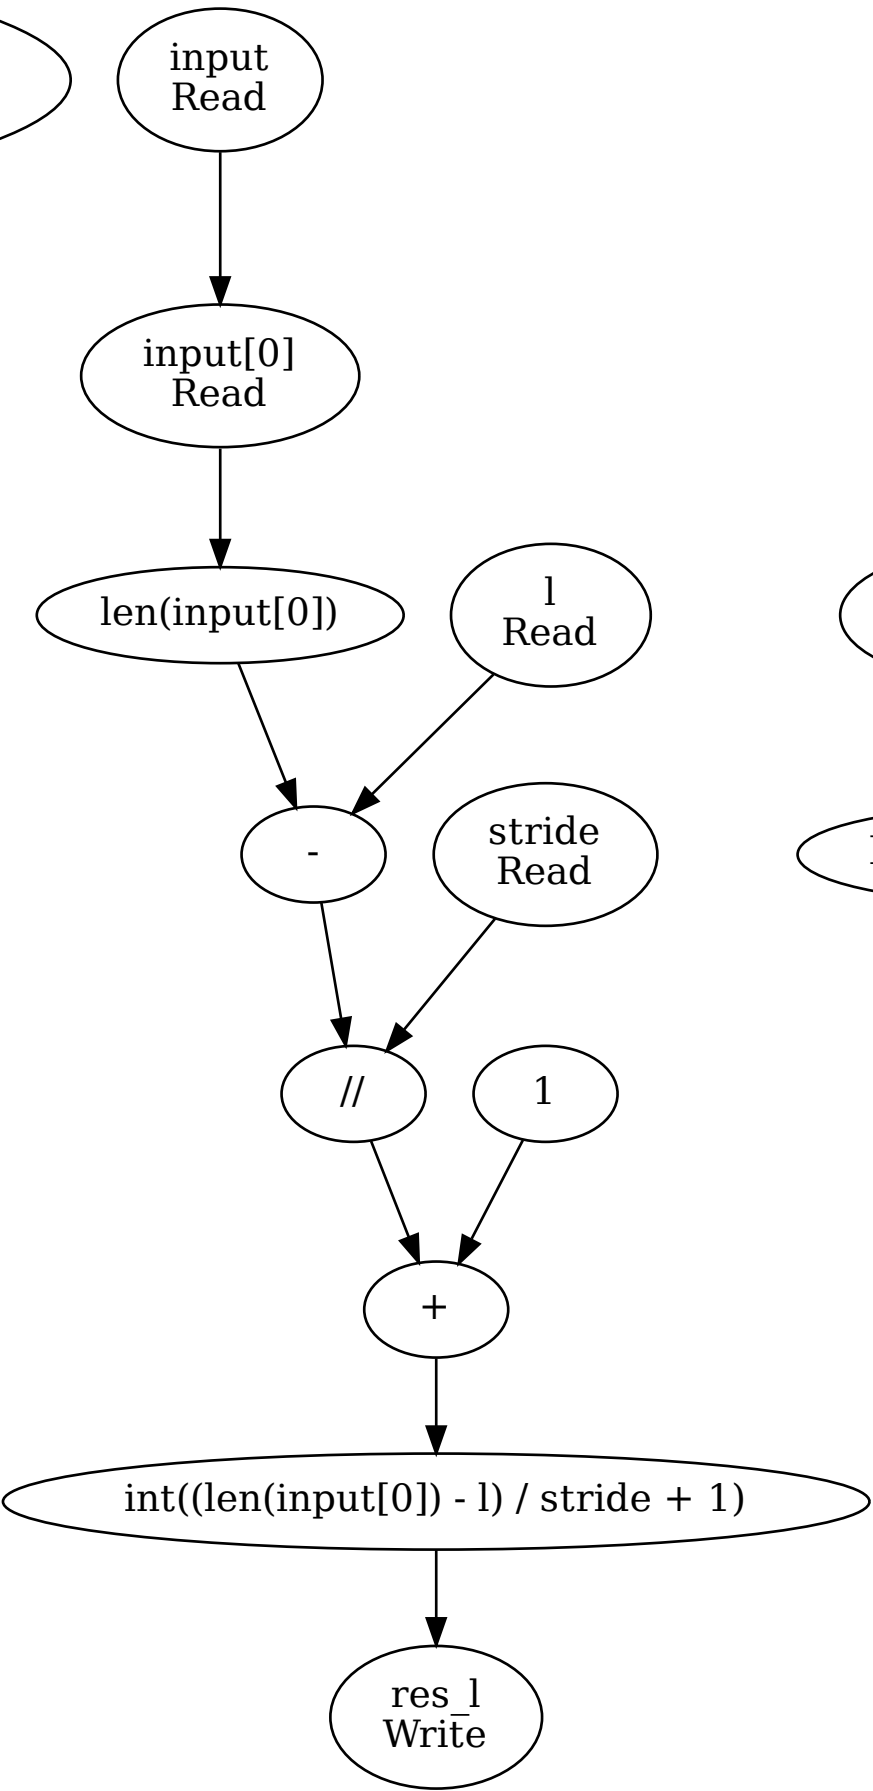 input
Read
input[0]
Read
len(input[0])
l
Read
-
stride
Read
//
1
+
int((len(input[0]) - l) / stride + 1)
res_l
Write